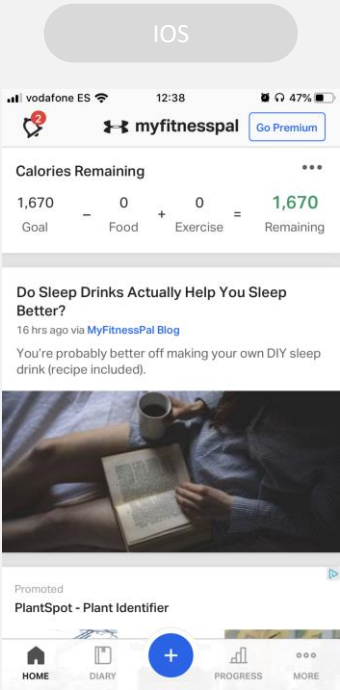 IOS
vodafone ES 12:38 47%
2
myfitnesspal Go Premium
Calories Remaining
1,670 – 0 + 0 = 1,670
Goal Food Exercise Remaining
Do Sleep Drinks Actually Help You Sleep
Better?
16 hrs ago via MyFitnessPal Blog
You're probably better off making your own DIY sleep
drink (recipe included).
Promoted
PlantSpot - Plant Identifier
+
HOME DIARY PROGRESS MORE